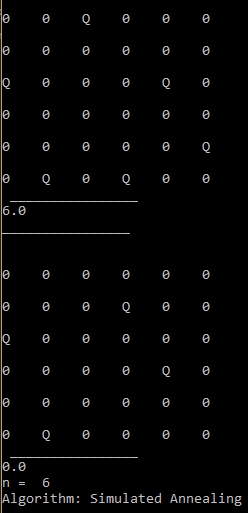 0 0 Q 0 0 0
0 0 0 0 0 0
Q 0 0 0 Q 0
0 0 0 0 0 0
0 0 0 0 0 Q
0 Q 0 Q 0 0
________________
6.0
________________
0 0 0 0 0 0
0 0 0 Q 0 0
Q 0 0 0 0 0
0 0 0 0 Q 0
0 0 0 0 0 0
0 Q 0 0 0 0
________________
0.0
n = 6
Algorithm: Simulated Annealing